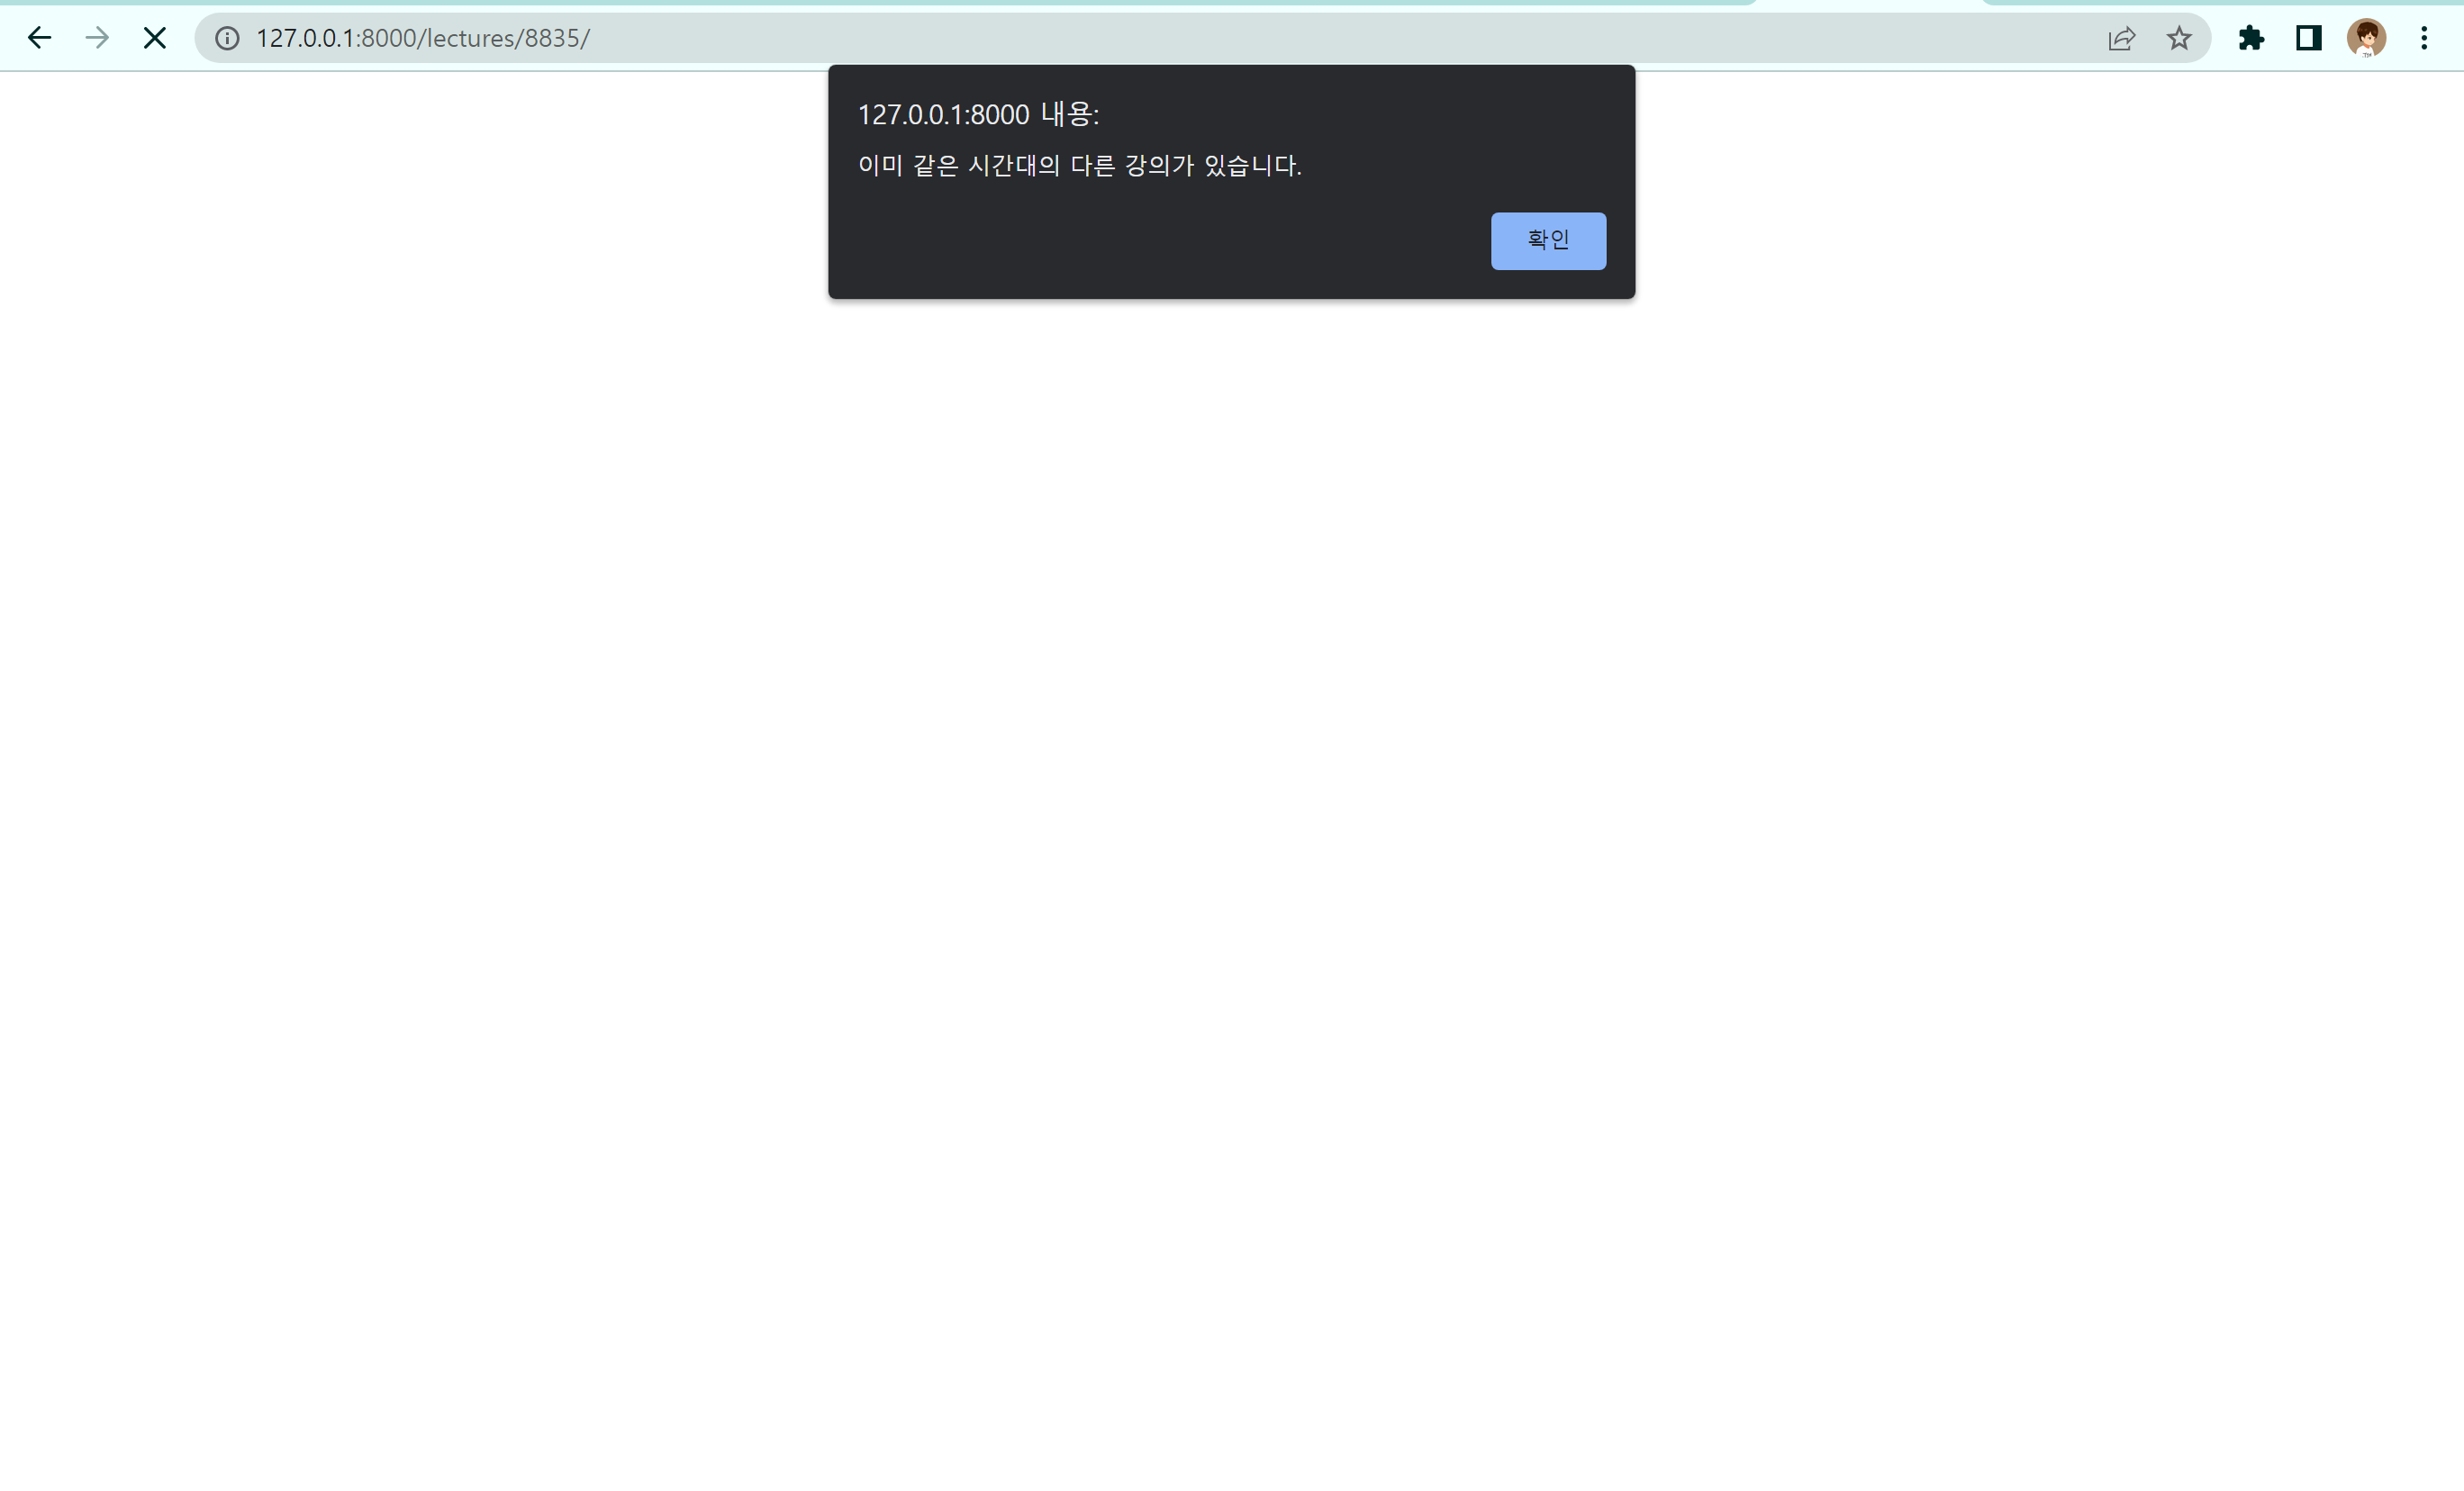 127.0.0.1:8000/lectures/8835/
127.0.0.1:8000 내용:
이미 같은 시간대의 다른 강의가 있습니다.
확인